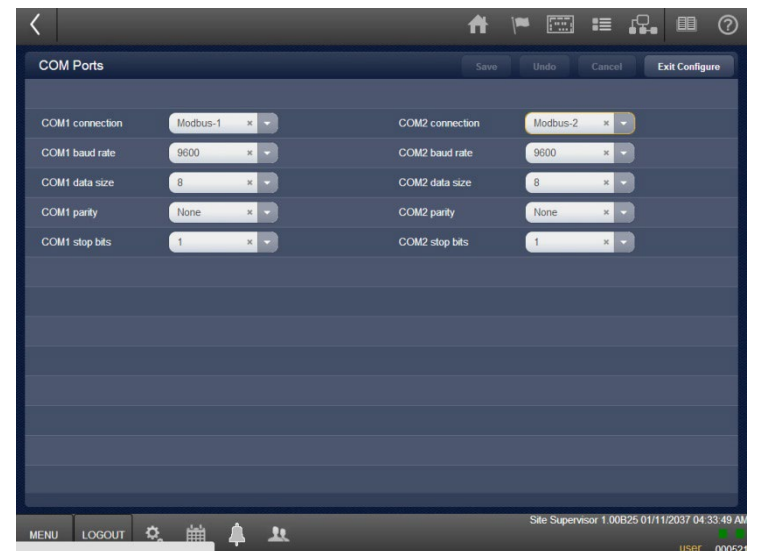 COM Ports Save Undo Cancel Exit Configure
COM1 connection Modbus-1 COM2 connection Modbus-2
COM1 baud rate 9600 COM2 baud rate 9600
COM1 data size 8 COM2 data size 8
COM1 parity None COM2 parity None
COM1 stop bits 1 COM2 stop bits 1
Site Supervisor 1.00B25 01/11/2037 04:33:49 AM
MENU LOGOUT
user 000521